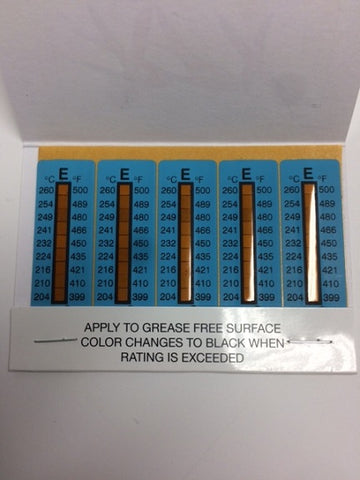 E E E E E
°C °F °C °F °C °F °C °F °C °F
260 500 260 500 260 500 260 500 260 500
254 489 254 489 254 489 254 489 254 489
249 480 249 480 249 480 249 480 249 480
241 466 241 466 241 466 241 466 241 466
232 450 232 450 232 450 232 450 232 450
224 435 224 435 224 435 224 435 224 435
216 421 216 421 216 421 216 421 216 421
210 410 210 410 210 410 210 410 210 410
204 399 204 399 204 399 204 399 204 399
APPLY TO GREASE FREE SURFACE
COLOR CHANGES TO BLACK WHEN
RATING IS EXCEEDED